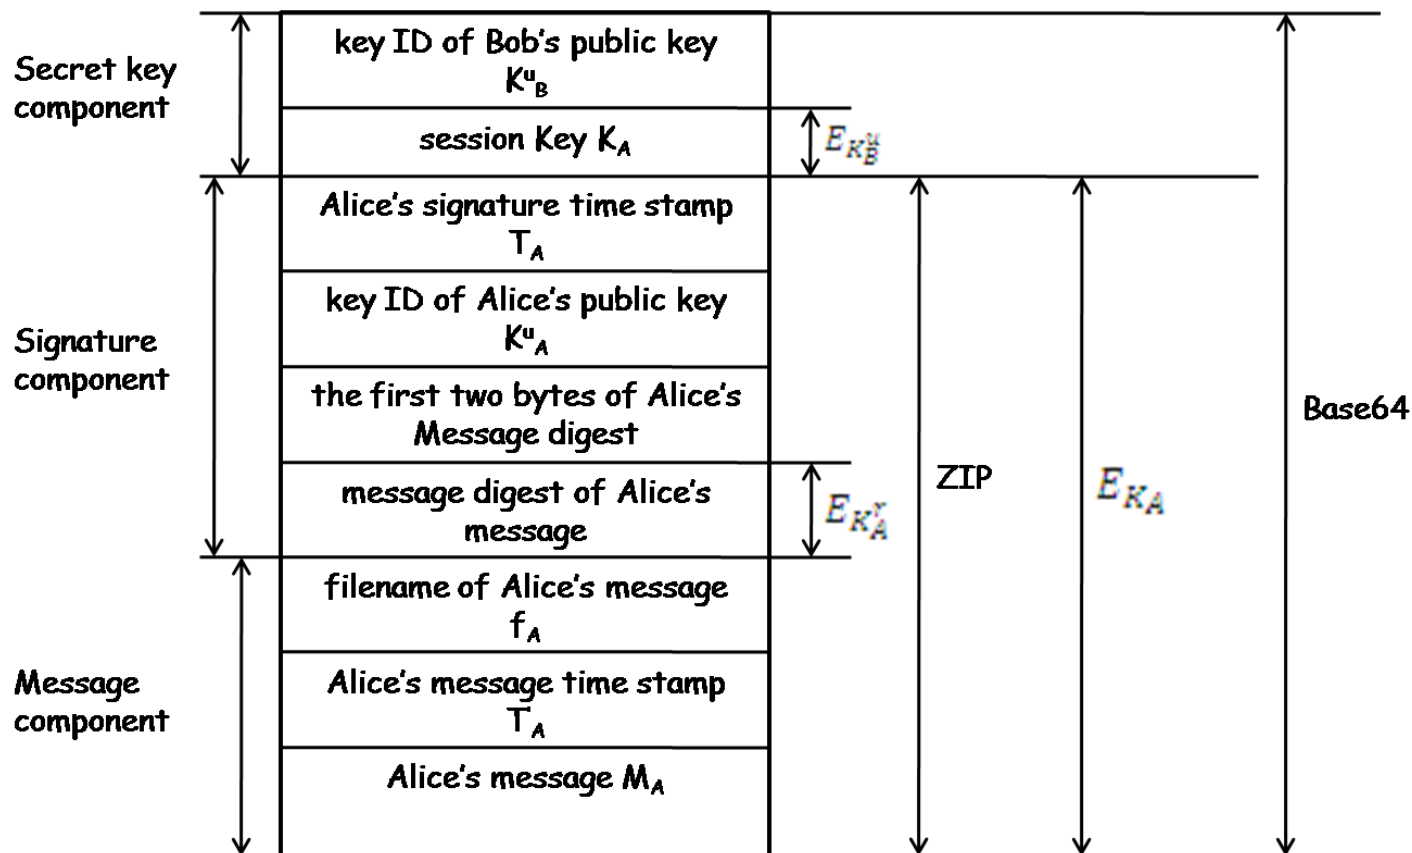 key ID of Bob's public key
K^u_B
Secret key
component
session Key K_A
E_{K^u_B}
Alice's signature time stamp
T_A
key ID of Alice's public key
K^u_A
Signature
component
the first two bytes of Alice's
Message digest
Base64
ZIP
E_{K_A}
message digest of Alice's
message
E_{K^r_A}
filename of Alice's message
f_A
Message
component
Alice's message time stamp
T_A
Alice's message M_A